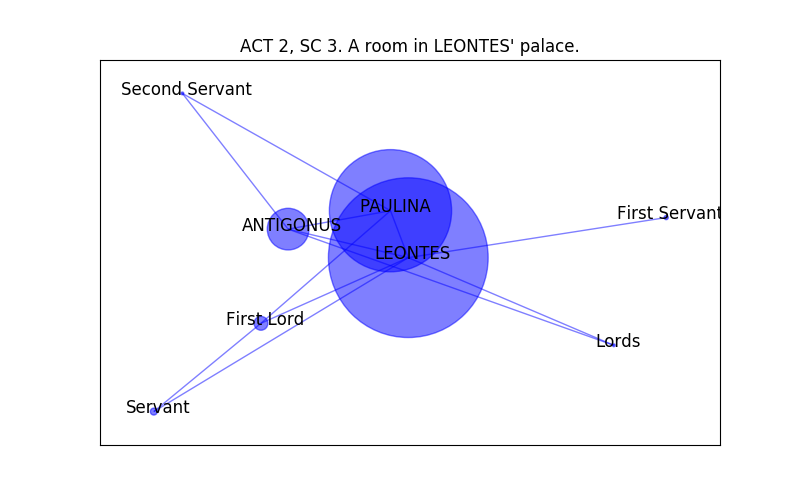 ACT 2, SC 3. A room in LEONTES' palace.
Second Servant
PAULINA
First Servant
ANTIGONUS
LEONTES
First Lord
Lords
Servant